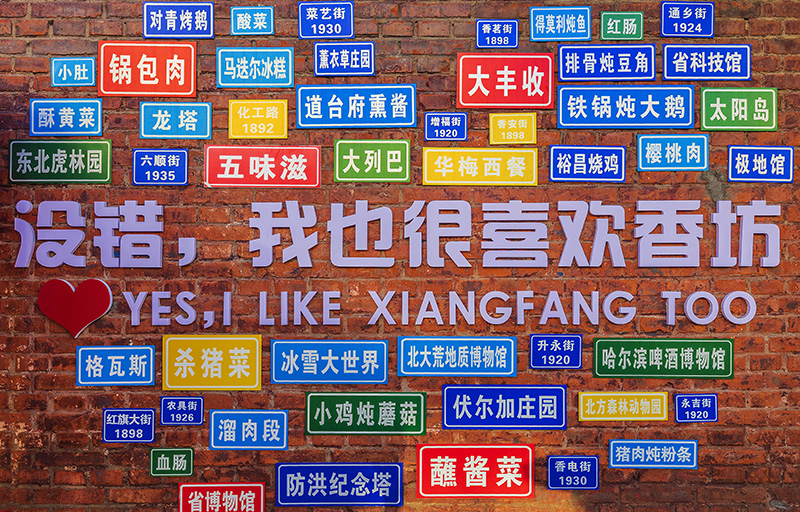 对青烤鹅
酸菜
菜艺街
1930
香茗街
1898
得莫利炖鱼
红肠
通乡街
1924
小肚
锅包肉
马迭尔冰糕
薰衣草庄园
大丰收
排骨炖豆角
省科技馆
酥黄菜
龙塔
化工路
1892
道台府熏酱
增福街
1920
香安街
1898
铁锅炖大鹅
太阳岛
东北虎林园
六顺街
1935
五味滋
大列巴
华梅西餐
裕昌烧鸡
樱桃肉
极地馆
没错，我也很喜欢香坊
YES,I LIKE XIANGFANG TOO
格瓦斯
杀猪菜
冰雪大世界
北大荒地质博物馆
升永街
1920
哈尔滨啤酒博物馆
红旗大街
1898
农具街
1926
溜肉段
小鸡炖蘑菇
伏尔加庄园
北方森林动物园
永吉街
1920
血肠
省博物馆
防洪纪念塔
蘸酱菜
香电街
1930
猪肉炖粉条